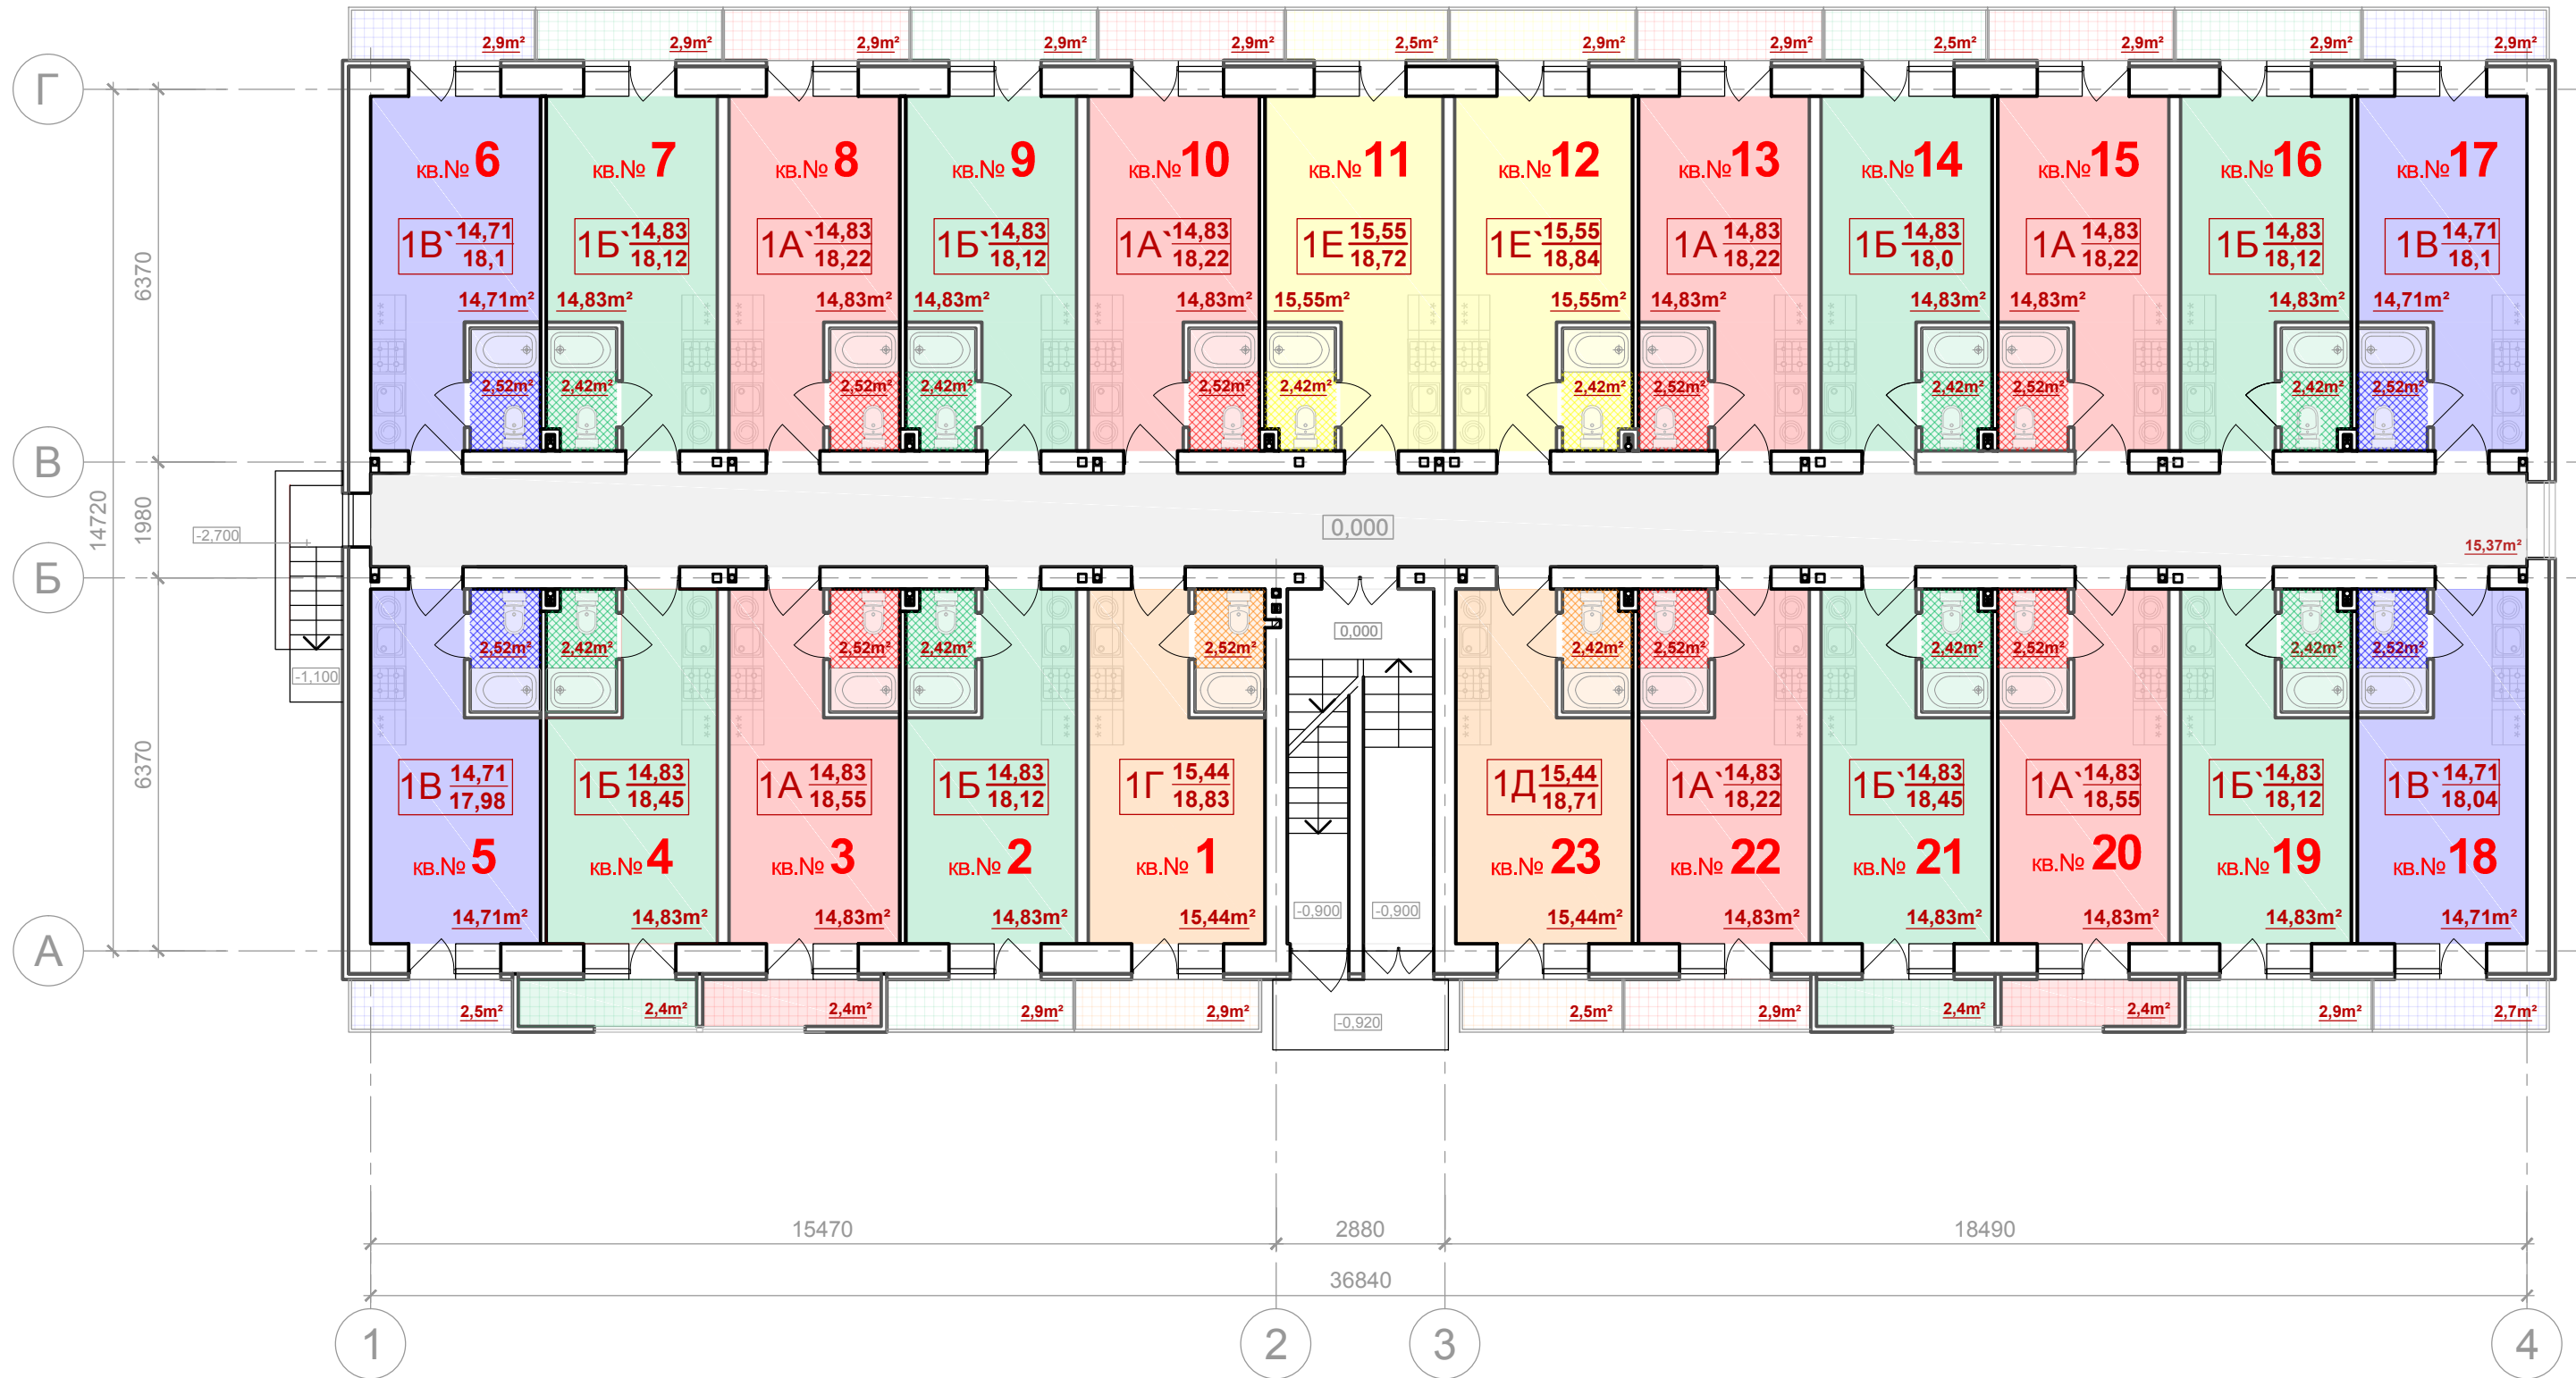 2,9m² 2,9m² 2,9m² 2,9m² 2,9m² 2,5m² 2,9m² 2,9m² 2,5m² 2,9m² 2,9m² 2,9m²
Г
кв.№ 6 кв.№ 7 кв.№ 8 кв.№ 9 кв.№ 10 кв.№ 11 кв.№ 12 кв.№ 13 кв.№ 14 кв.№ 15 кв.№ 16 кв.№ 17
1В` 14,71 1Б` 14,83 1А` 14,83 1Б` 14,83 1А` 14,83 1Е 15,55 1Е` 15,55 1А 14,83 1Б 14,83 1А 14,83 1Б 14,83 1В 14,71
18,1 18,12 18,22 18,12 18,22 18,72 18,84 18,22 18,0 18,22 18,12 18,1
6370
14,71m² 14,83m² 14,83m² 14,83m² 14,83m² 15,55m² 15,55m² 14,83m² 14,83m² 14,83m² 14,83m² 14,71m²
2,52m² 2,42m² 2,52m² 2,42m² 2,52m² 2,42m² 2,42m² 2,52m² 2,42m² 2,52m² 2,42m² 2,52m²
В
14720
1980
-2,700
0,000
15,37m²
Б
0,000
2,52m² 2,42m² 2,52m² 2,42m² 2,52m² 2,42m² 2,52m² 2,42m² 2,52m² 2,42m² 2,52m²
-1,100
6370
1В 14,71 1Б 14,83 1А 14,83 1Б 14,83 1Г 15,44 1Д 15,44 1А` 14,83 1Б` 14,83 1А` 14,83 1Б` 14,83 1В` 14,71
17,98 18,45 18,55 18,12 18,83 18,71 18,22 18,45 18,55 18,12 18,04
кв.№ 5 кв.№ 4 кв.№ 3 кв.№ 2 кв.№ 1 кв.№ 23 кв.№ 22 кв.№ 21 кв.№ 20 кв.№ 19 кв.№ 18
14,71m² 14,83m² 14,83m² 14,83m² 15,44m² -0,900 -0,900 15,44m² 14,83m² 14,83m² 14,83m² 14,83m² 14,71m²
А
2,5m² 2,4m² 2,4m² 2,9m² 2,9m² -0,920 2,5m² 2,9m² 2,4m² 2,4m² 2,9m² 2,7m²
15470 2880 18490
36840
1 2 3 4